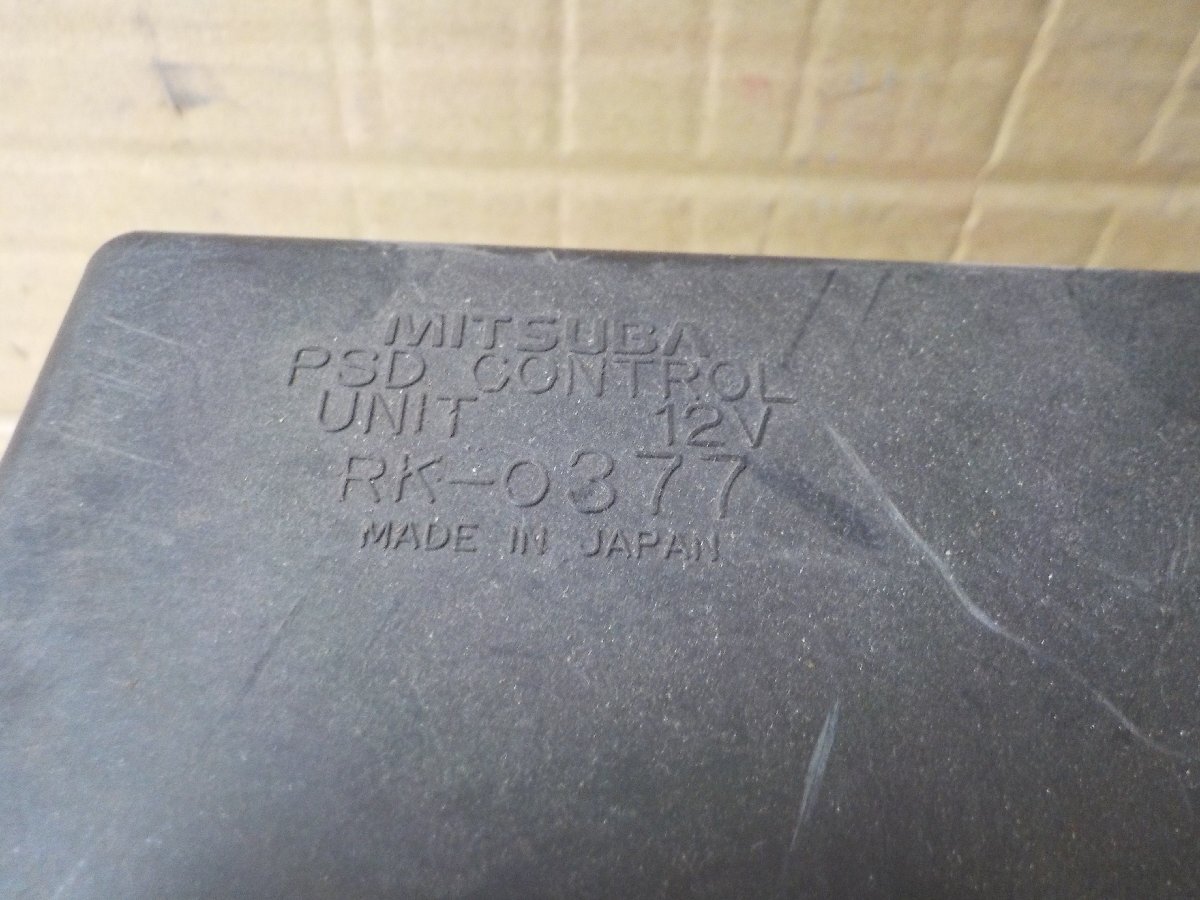 MITSUBA
PSD CONTROL
UNIT 12V
RK-0377
MADE IN JAPAN